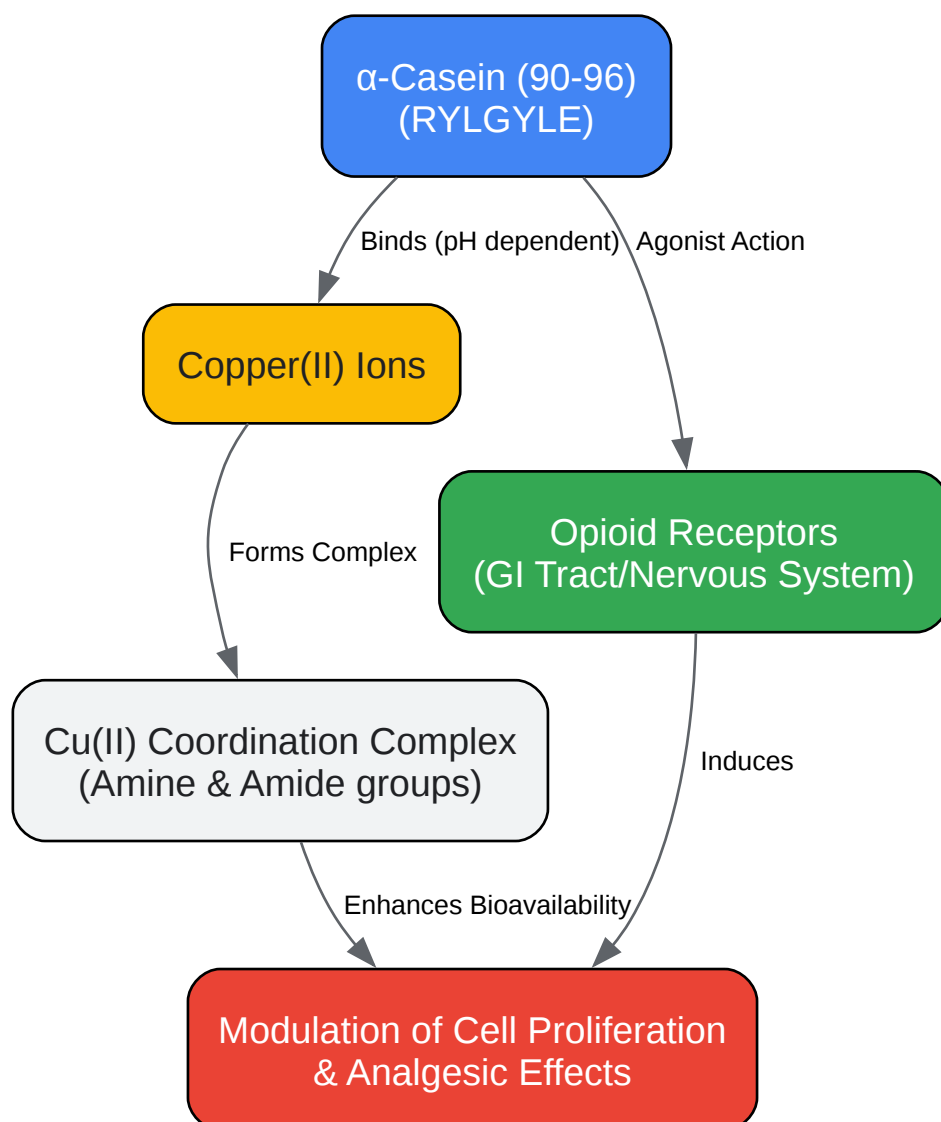 α-Casein (90-96)
(RYLGYLE)
Binds (pH dependent)
Agonist Action
Copper(II) Ions
Opioid Receptors
(GI Tract/Nervous System)
Forms Complex
Cu(II) Coordination Complex
(Amine & Amide groups)
Induces
Enhances Bioavailability
Modulation of Cell Proliferation
& Analgesic Effects